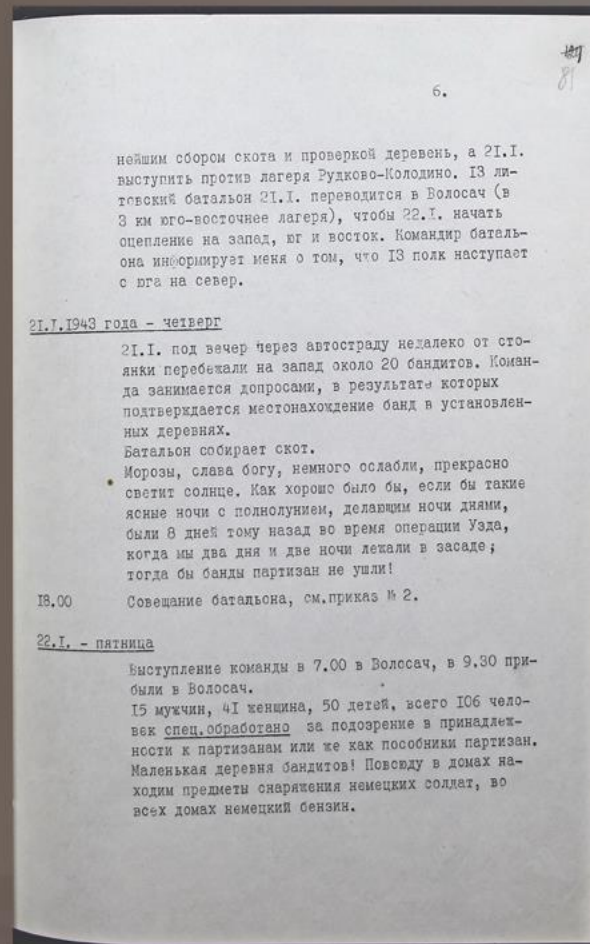 81
6.
нейшим сбором скота и проверкой деревень, а 21.I.
выступить против лагеря Рудково-Колодино. I3 ли-
товский батальон 21.I. переводится в Волосач (в
3 км юго-восточнее лагеря), чтобы 22.I. начать
оцепление на запад, юг и восток. Командир баталь-
она информирует меня о том, что I3 полк наступает
с юга на север.
21.I.1943 года - четверг
21.I. под вечер через автостраду недалеко от сто-
янки перебежали на запад около 20 бандитов. Коман-
да занимается допросами, в результате которых
подтверждается местонахождение банд в установлен-
ных деревнях.
Батальон собирает скот.
Морозы, слава богу, немного ослабли, прекрасно
светит солнце. Как хорошо было бы, если бы такие
ясные ночи с полнолунием, делающим ночи днями,
были 8 дней тому назад во время операции Узда,
когда мы два дня и две ночи лежали в засаде;
тогда бы банды партизан не ушли!
I8.00 Совещание батальона, см.приказ № 2.
22.I. - пятница
Выступление команды в 7.00 в Волосач, в 9.30 при-
были в Волосач.
I5 мужчин, 4I женщина, 50 детей, всего I06 чело-
век спец.обработано за подозрение в принадлеж-
ности к партизанам или же как пособники партизан.
Маленькая деревня бандитов! Повсюду в домах на-
ходим предметы снаряжения немецких солдат, во
всех домах немецкий бензин.